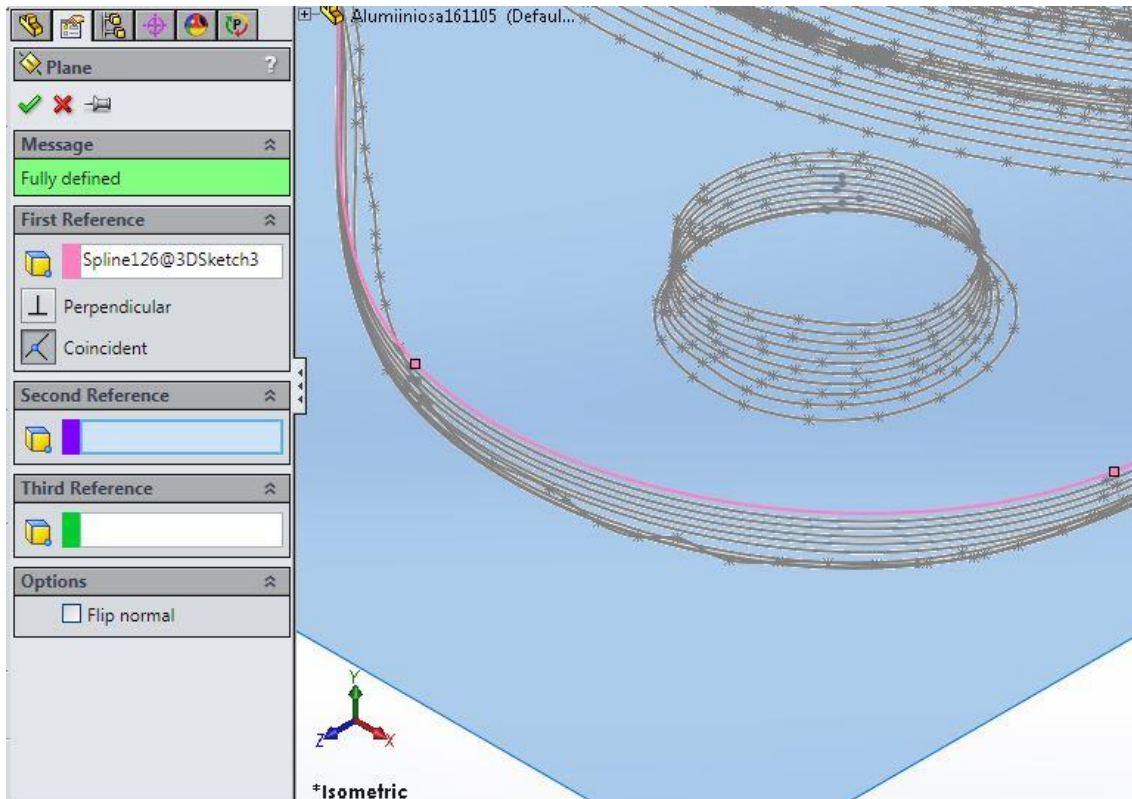 Alumiiniosa161105 (Defaul...
Plane
?
Message
Fully defined
First Reference
Spline126@3DSketch3
Perpendicular
Coincident
Second Reference
Third Reference
Options
Flip normal
Y
Z
X
*Isometric